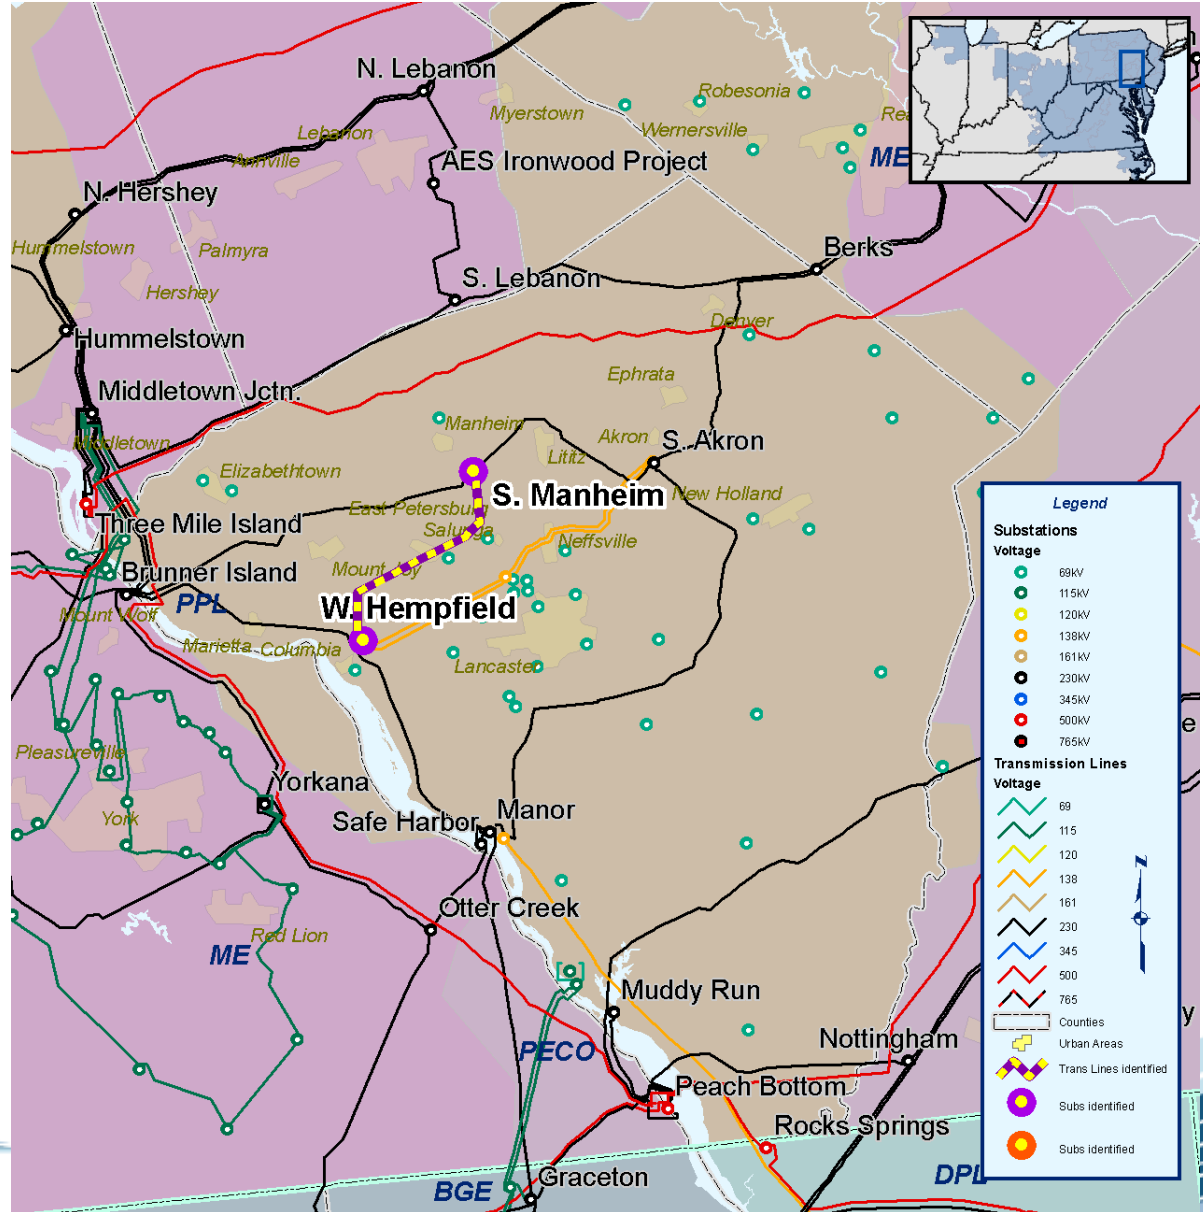 N. Lebanon
Robesonia
Myerstown
Lebanon
Wernersville
Annville
AES Ironwood Project
ME
N. Hershey
Hummelstown
Palmyra
Berks
Hershey
S. Lebanon
Denver
Hummelstown
Ephrata
Middletown Jctn.
Manheim
Middletown
Akron
S. Akron
Lititz
Elizabethtown
S. Manheim
New Holland
East Petersburg
Three Mile Island
Salunga
Neffsville
Mount Joy
Brunner Island
PPL
W. Hempfield
Mount Wolf
Marietta
Columbia
Lancaster
Pleasureville
Yorkana
Manor
York
Safe Harbor
Otter Creek
Red Lion
ME
Muddy Run
Nottingham
PECO
Peach Bottom
Rocks Springs
Graceton
BGE
DPL
Legend
Substations
Voltage
69kV
115kV
120kV
138kV
161kV
230kV
345kV
500kV
765kV
Transmission Lines
Voltage
69
115
120
138
161
230
345
500
765
N
Counties
Urban Areas
Trans Lines identified
Subs identified
Subs identified